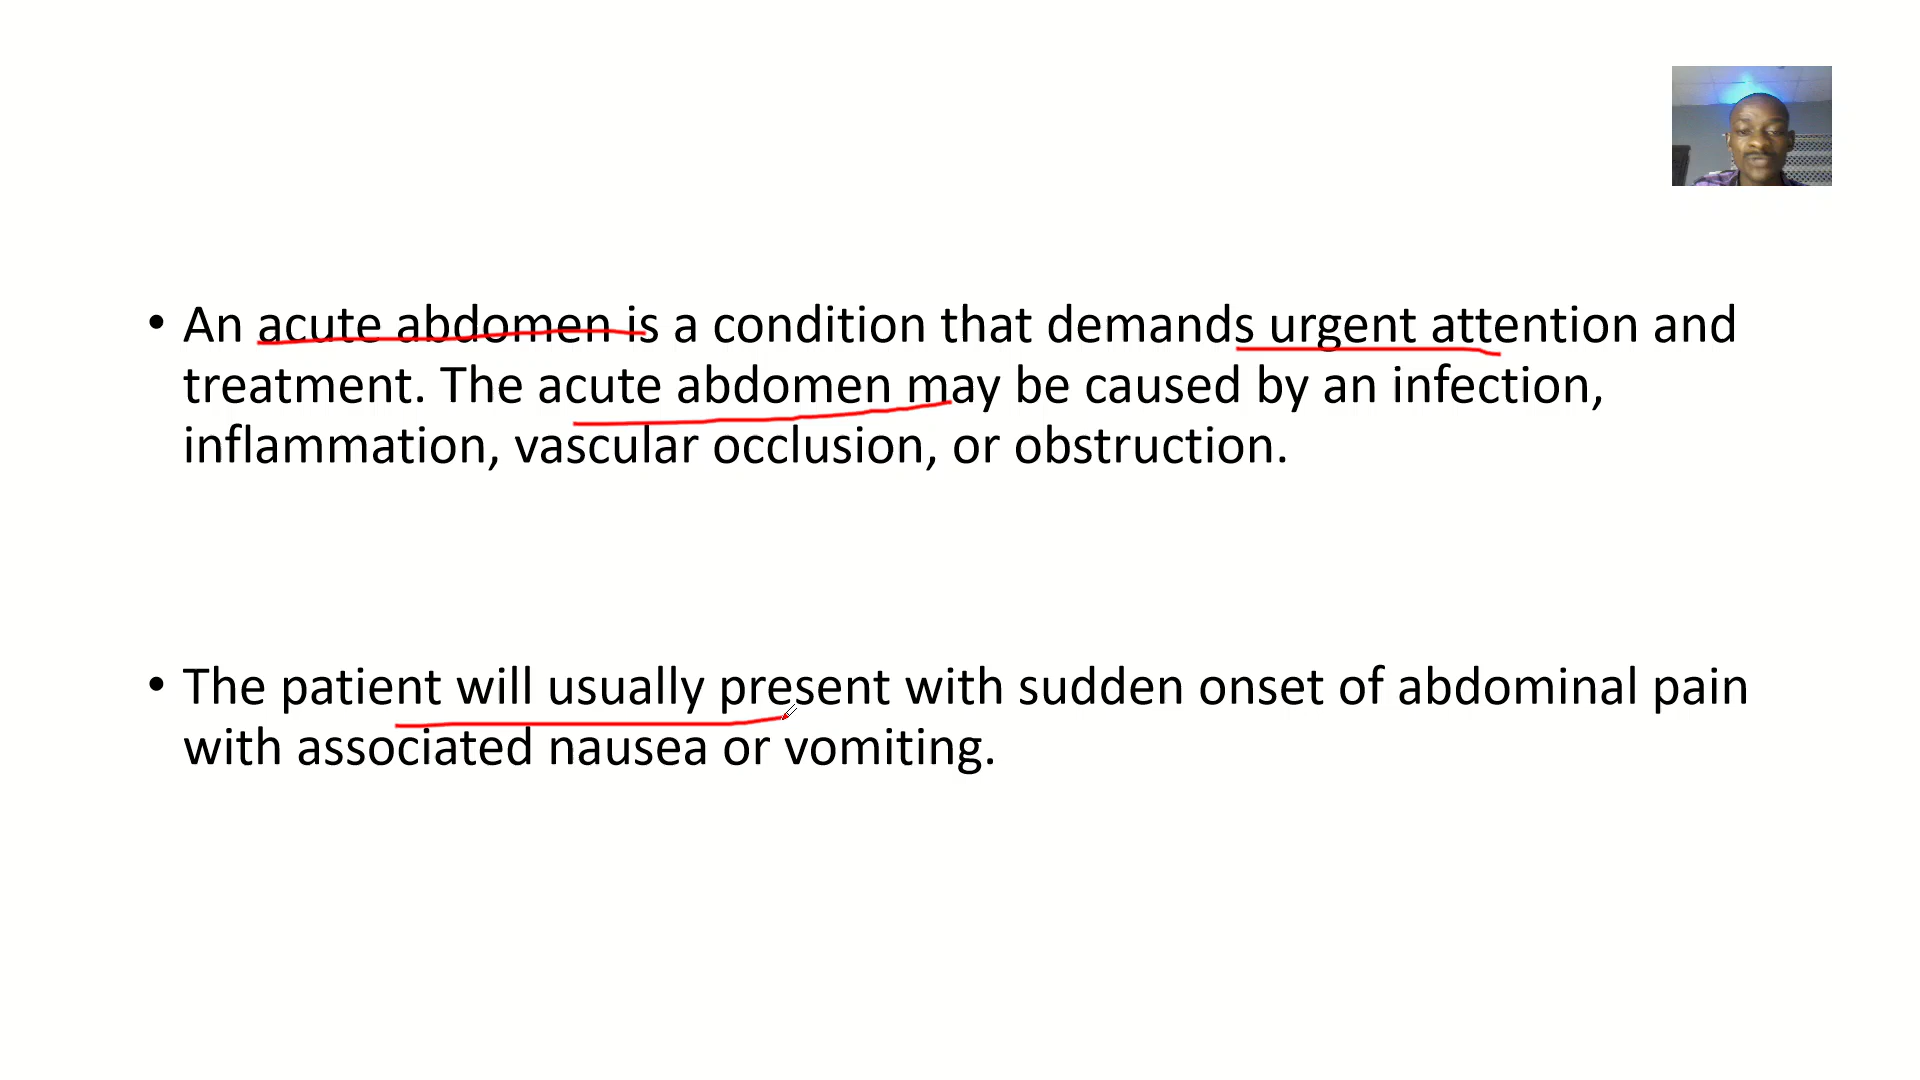 • An acute abdomen is a condition that demands urgent attention and
treatment. The acute abdomen may be caused by an infection,
inflammation, vascular occlusion, or obstruction.
• The patient will usually present with sudden onset of abdominal pain
with associated nausea or vomiting.